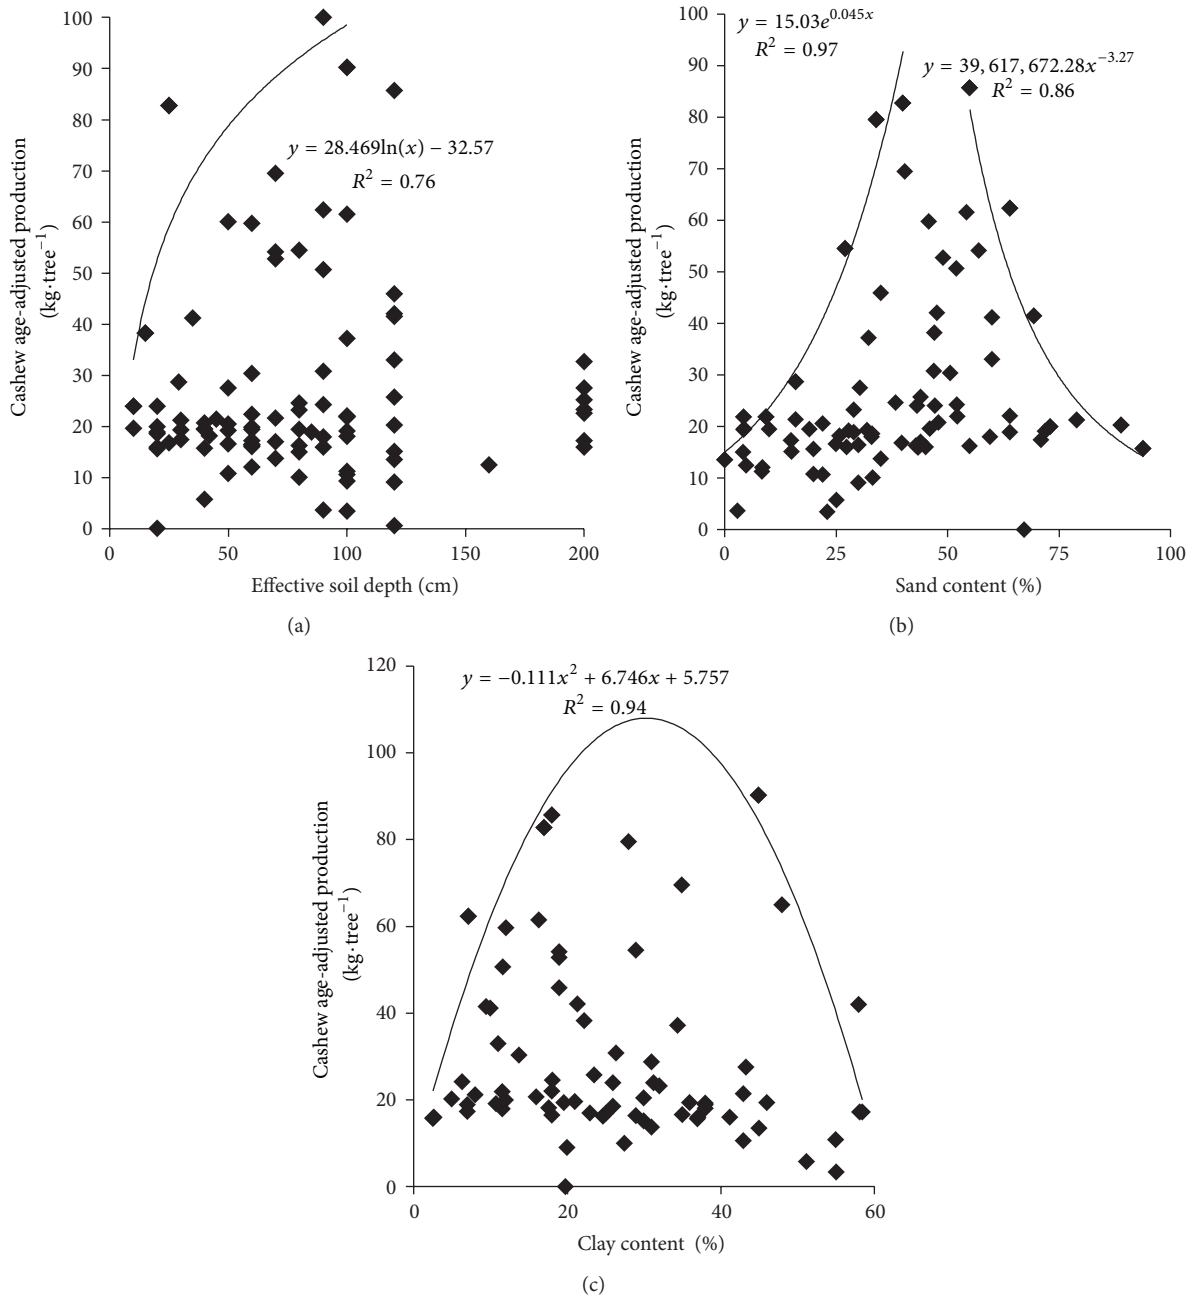 100
90
80
70
60
50
40
30
20
10
0
Cashew age-adjusted production
(kg·tree⁻¹)
y = 28.469ln(x) − 32.57
R² = 0.76
0 50 100 150 200
Effective soil depth (cm)
(a)
100
90
80
70
60
50
40
30
20
10
0
Cashew age-adjusted production
(kg·tree⁻¹)
y = 15.03e^{0.045x}
R² = 0.97
y = 39,617,672.28x^{−3.27}
R² = 0.86
0 25 50 75 100
Sand content (%)
(b)
120
100
80
60
40
20
0
Cashew age-adjusted production
(kg·tree⁻¹)
y = −0.111x² + 6.746x + 5.757
R² = 0.94
0 20 40 60
Clay content (%)
(c)